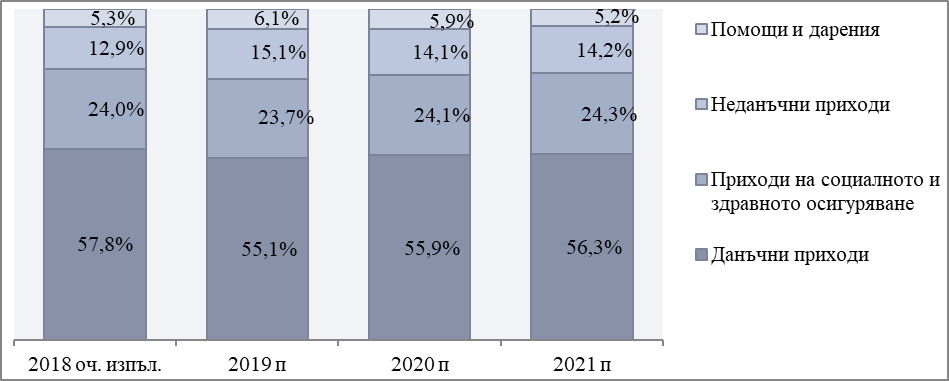 5,3% 6,1% 5,9% 5,2%
12,9% 15,1% 14,1% 14,2%
24,0% 23,7% 24,1% 24,3%
57,8% 55,1% 55,9% 56,3%
2018 оч. изпъл. 2019 п 2020 п 2021 п
Помощи и дарения
Неданъчни приходи
Приходи на социалното и
здравното осигуряване
Данъчни приходи